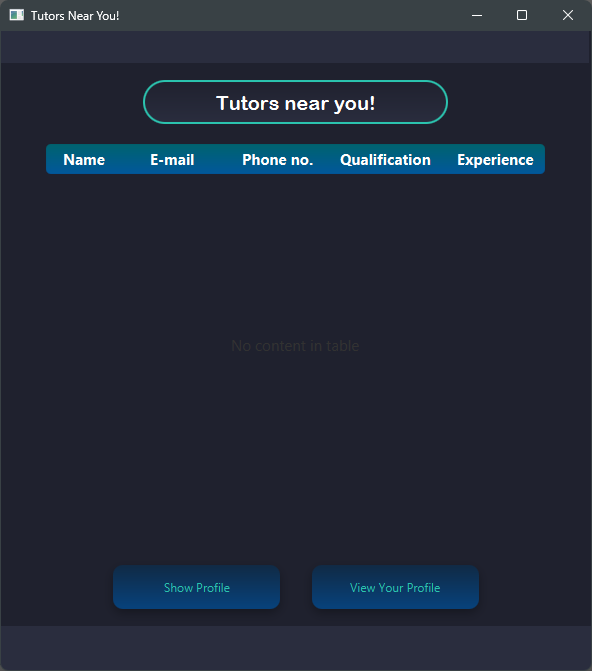 Tutors Near You!
Tutors near you!
Name E-mail Phone no. Qualification Experience
No content in table
Show Profile View Your Profile